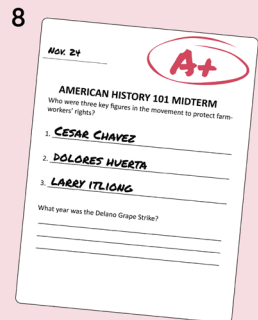 8
Nov. 24
A+
AMERICAN HISTORY 101 MIDTERM
Who were three key figures in the movement to protect farm-
workers' rights?
1. Cesar Chavez
2. Dolores Huerta
3. Larry Itliong
What year was the Delano Grape Strike?